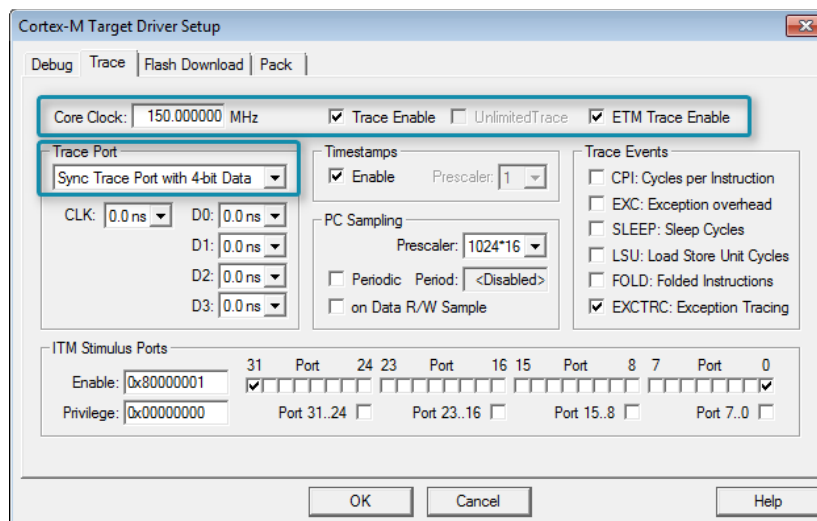 Cortex-M Target Driver Setup
Debug Trace Flash Download Pack
Core Clock: 150.000000 MHz Trace Enable UnlimitedTrace ETM Trace Enable
Trace Port
Sync Trace Port with 4-bit Data
CLK: 0.0 ns D0: 0.0 ns
D1: 0.0 ns
D2: 0.0 ns
D3: 0.0 ns
Timestamps
Enable Prescaler: 1
PC Sampling
Prescaler: 1024*16
Periodic Period: <Disabled>
on Data R/W Sample
Trace Events
CPI: Cycles per Instruction
EXC: Exception overhead
SLEEP: Sleep Cycles
LSU: Load Store Unit Cycles
FOLD: Folded Instructions
EXCTRC: Exception Tracing
ITM Stimulus Ports
31 Port 24 23 Port 16 15 Port 8 7 Port 0
Enable: 0x80000001
Privilege: 0x00000000 Port 31..24 Port 23..16 Port 15..8 Port 7..0
OK Cancel Help